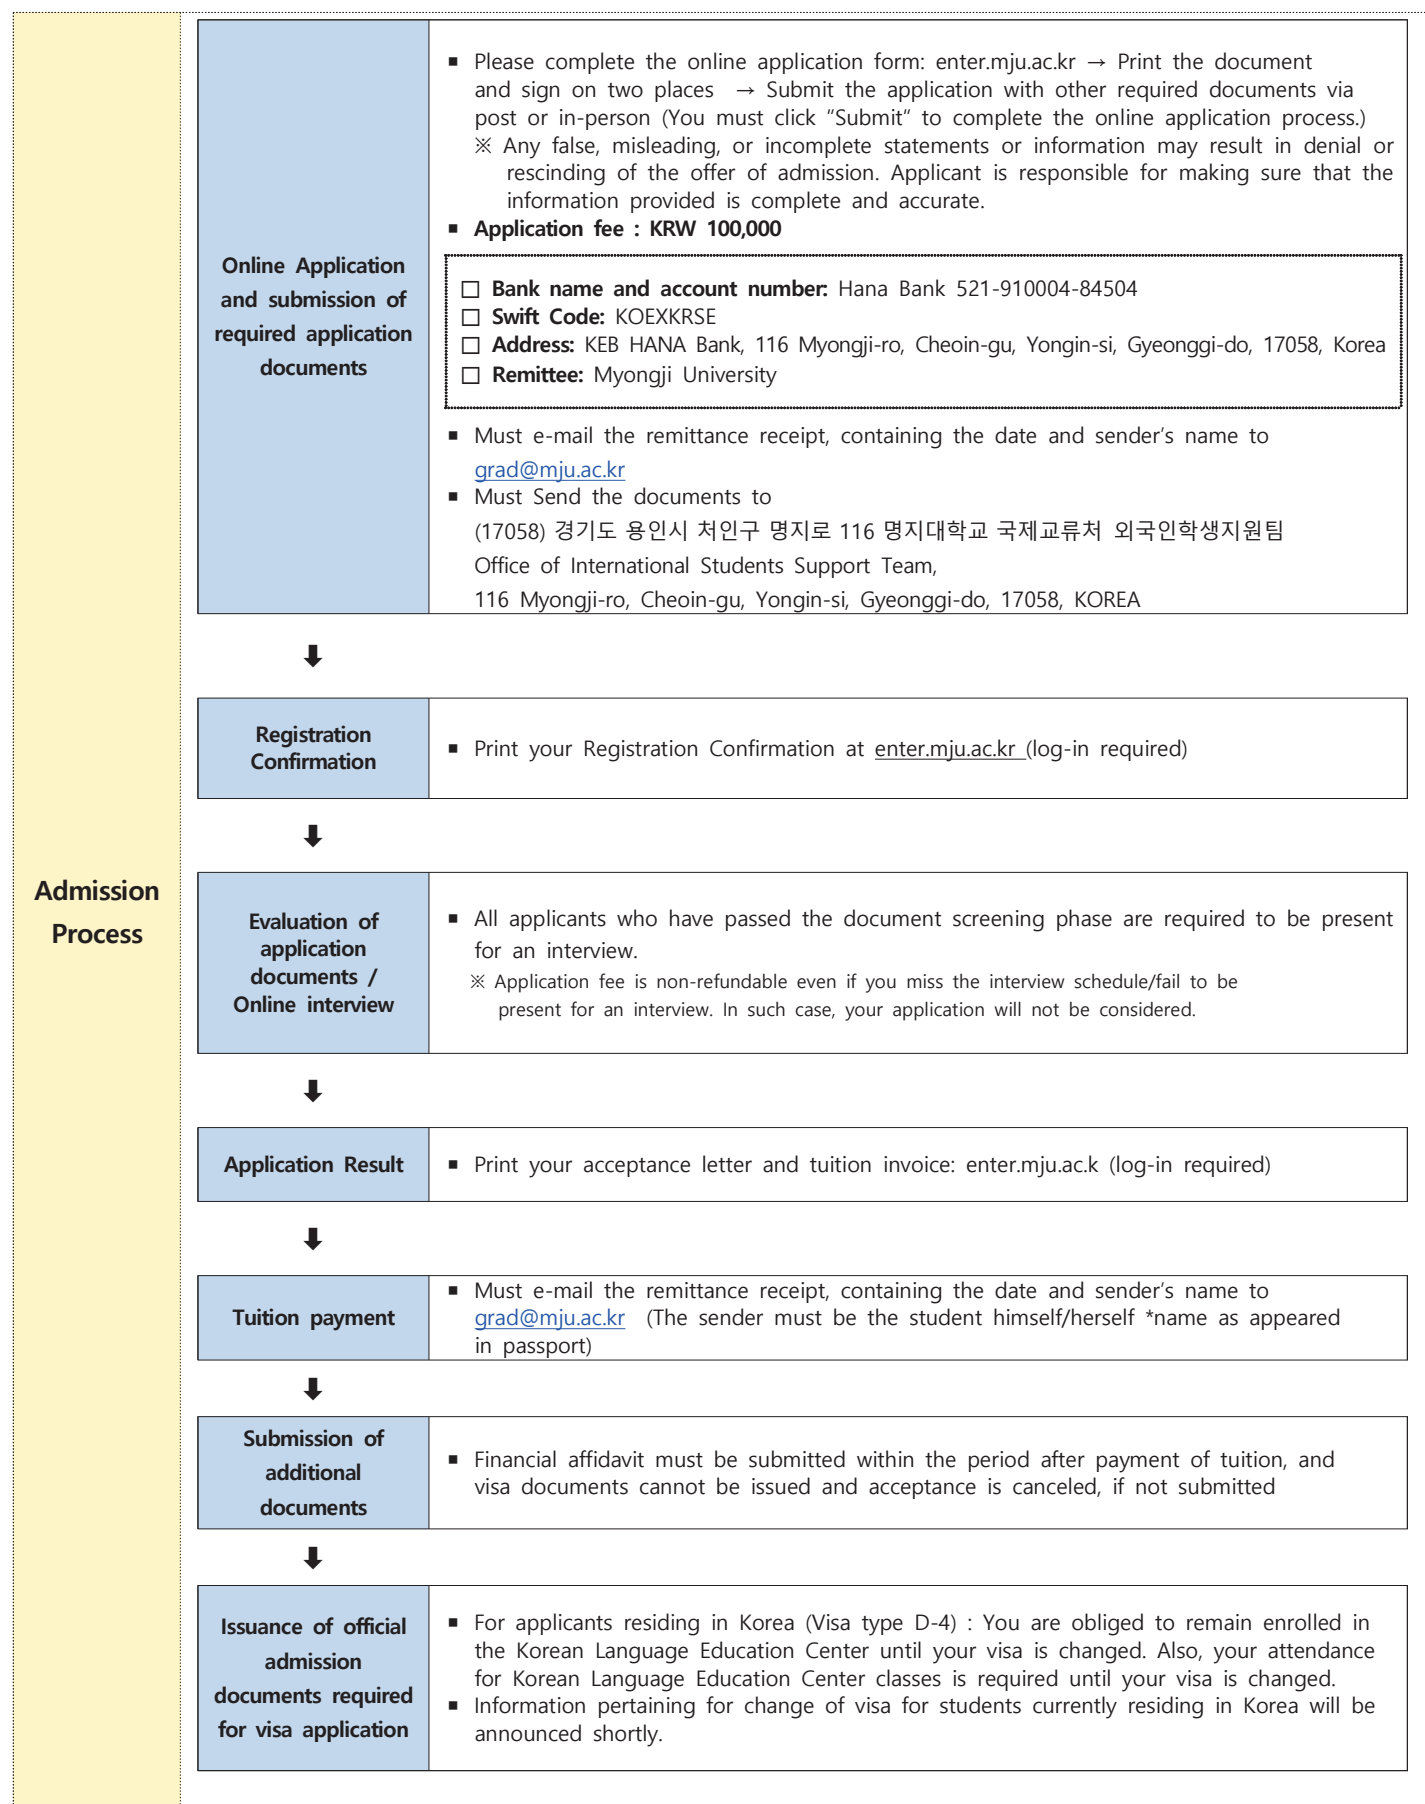 Admission
Process
Online Application
and submission of
required application
documents
▪ Please complete the online application form: enter.mju.ac.kr → Print the document
and sign on two places → Submit the application with other required documents via
post or in-person (You must click "Submit" to complete the online application process.)
※ Any false, misleading, or incomplete statements or information may result in denial or
rescinding of the offer of admission. Applicant is responsible for making sure that the
information provided is complete and accurate.
▪ Application fee : KRW 100,000
□ Bank name and account number: Hana Bank 521-910004-84504
□ Swift Code: KOEXKRSE
□ Address: KEB HANA Bank, 116 Myongji-ro, Cheoin-gu, Yongin-si, Gyeonggi-do, 17058, Korea
□ Remittee: Myongji University
▪ Must e-mail the remittance receipt, containing the date and sender's name to
grad@mju.ac.kr
▪ Must Send the documents to
(17058) 경기도 용인시 처인구 명지로 116 명지대학교 국제교류처 외국인학생지원팀
Office of International Students Support Team,
116 Myongji-ro, Cheoin-gu, Yongin-si, Gyeonggi-do, 17058, KOREA
Registration
Confirmation
▪ Print your Registration Confirmation at enter.mju.ac.kr (log-in required)
Evaluation of
application
documents /
Online interview
▪ All applicants who have passed the document screening phase are required to be present
for an interview.
※ Application fee is non-refundable even if you miss the interview schedule/fail to be
present for an interview. In such case, your application will not be considered.
Application Result
▪ Print your acceptance letter and tuition invoice: enter.mju.ac.k (log-in required)
Tuition payment
▪ Must e-mail the remittance receipt, containing the date and sender's name to
grad@mju.ac.kr (The sender must be the student himself/herself *name as appeared
in passport)
Submission of
additional
documents
▪ Financial affidavit must be submitted within the period after payment of tuition, and
visa documents cannot be issued and acceptance is canceled, if not submitted
Issuance of official
admission
documents required
for visa application
▪ For applicants residing in Korea (Visa type D-4) : You are obliged to remain enrolled in
the Korean Language Education Center until your visa is changed. Also, your attendance
for Korean Language Education Center classes is required until your visa is changed.
▪ Information pertaining for change of visa for students currently residing in Korea will be
announced shortly.